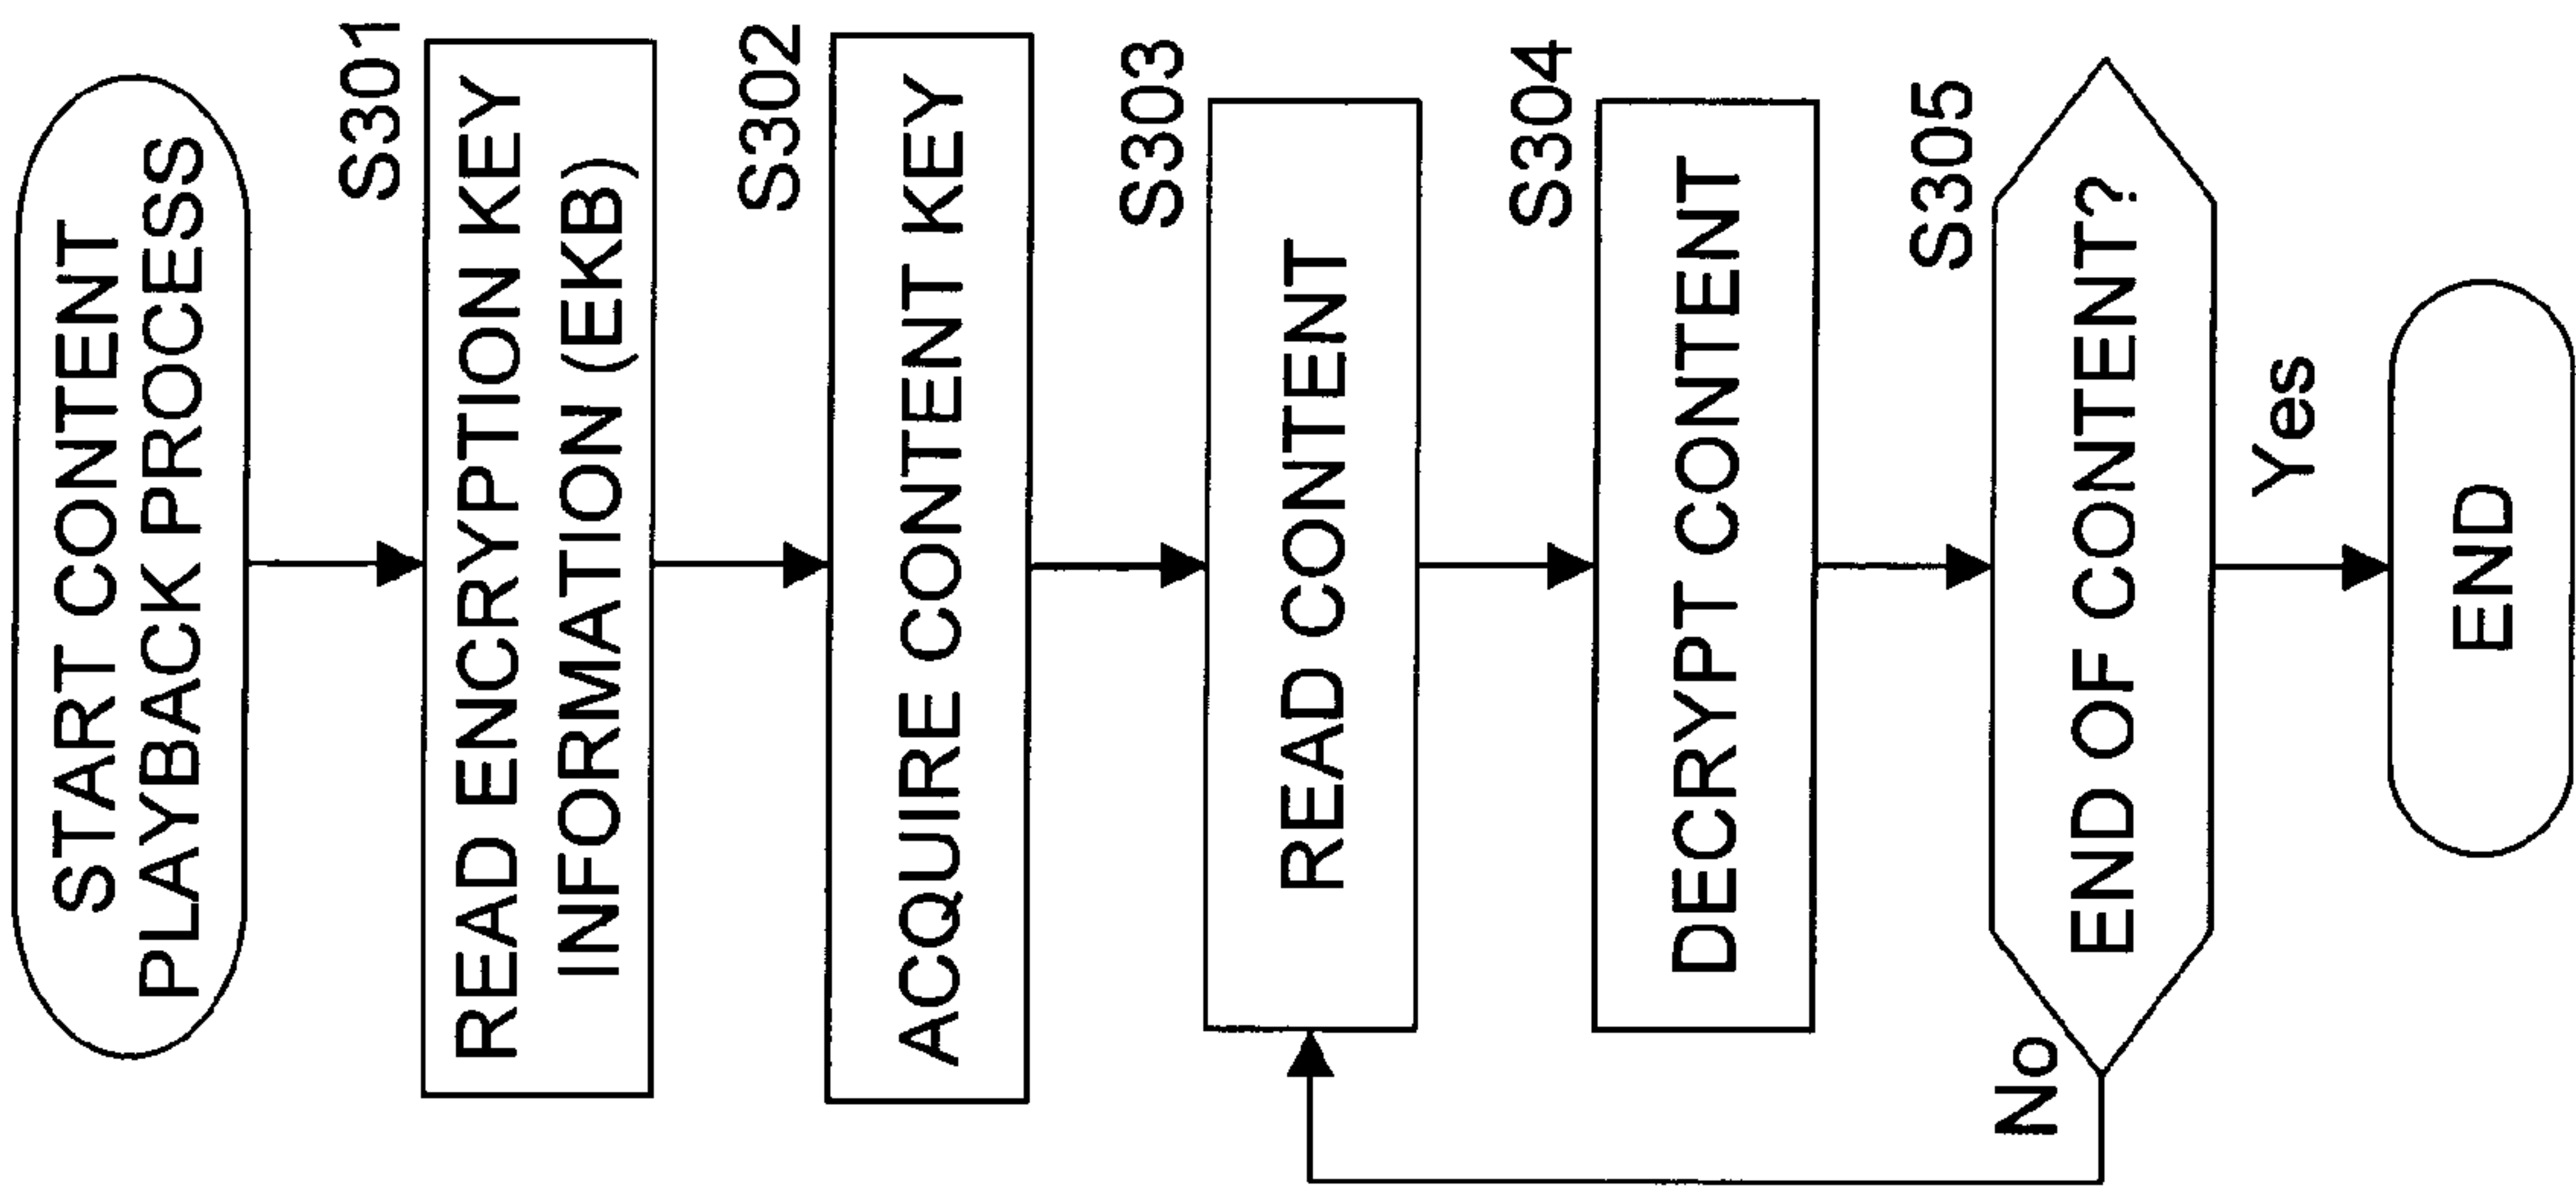 START CONTENT
PLAYBACK PROCESS
S301
READ ENCRYPTION KEY
INFORMATION (EKB)
S302
ACQUIRE CONTENT KEY
S303
READ CONTENT
S304
DECRYPT CONTENT
S305
END OF CONTENT?
No
Yes
END